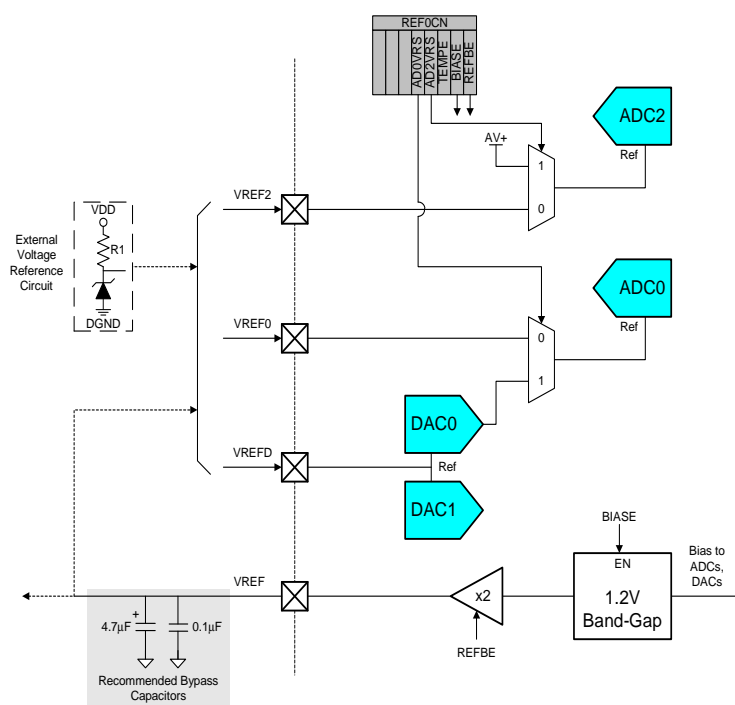 REF0CN
AD0VRS
AD2VRS
TEMPE
BIASE
REFBE
ADC2
AV+
Ref
1
0
VREF2
VDD
R1
DGND
External
Voltage
Reference
Circuit
ADC0
Ref
VREF0
0
1
DAC0
VREFD
Ref
DAC1
BIASE
EN
1.2V
Band-Gap
Bias to
ADCs,
DACs
VREF
x2
REFBE
+
4.7µF
0.1µF
Recommended Bypass
Capacitors